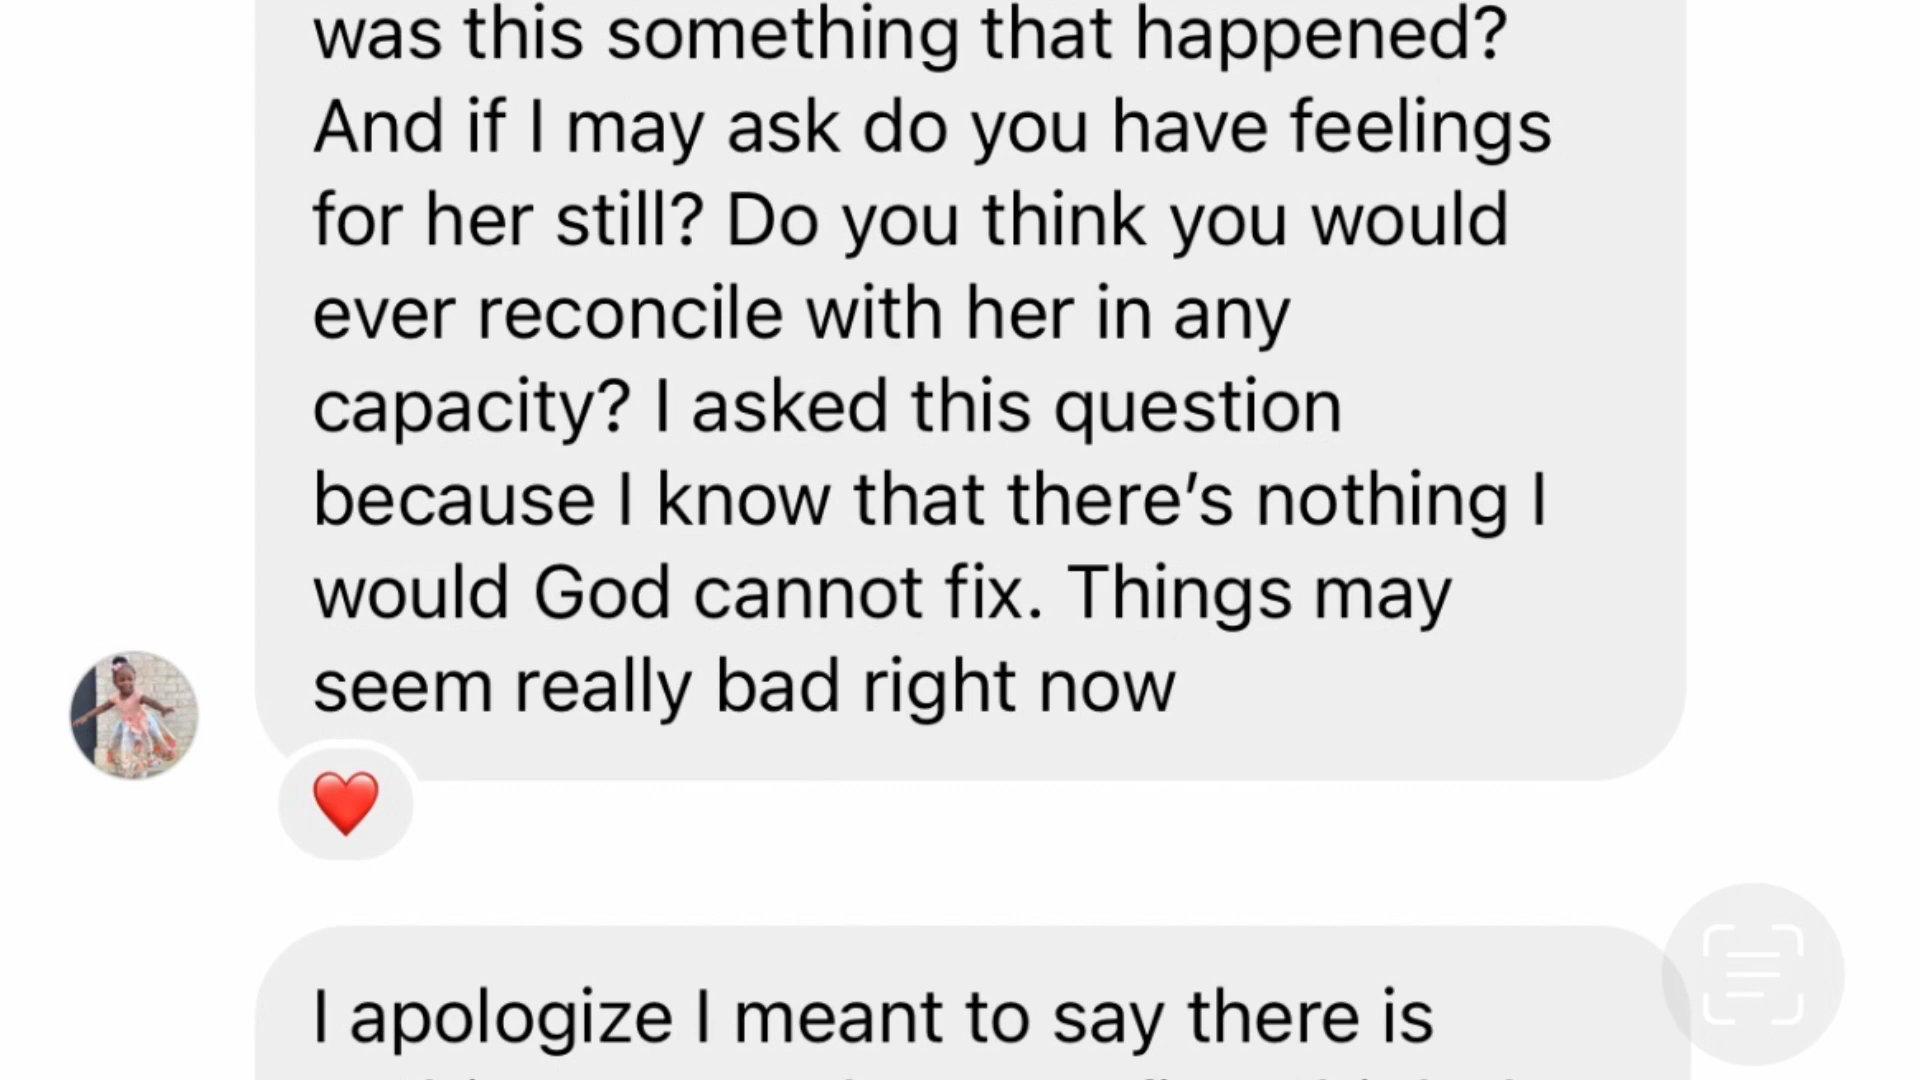 was this something that happened?
And if I may ask do you have feelings
for her still? Do you think you would
ever reconcile with her in any
capacity? I asked this question
because I know that there’s nothing I
would God cannot fix. Things may
seem really bad right now
I apologize I meant to say there is